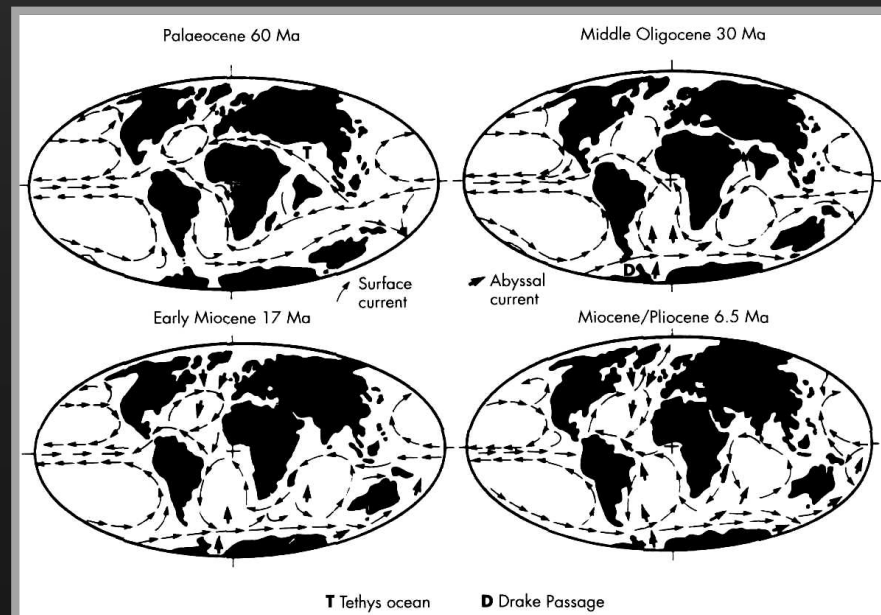 Palaeocene 60 Ma
Middle Oligocene 30 Ma
T
D
Surface
current
Abyssal
current
Early Miocene 17 Ma
Miocene/Pliocene 6.5 Ma
T Tethys ocean
D Drake Passage